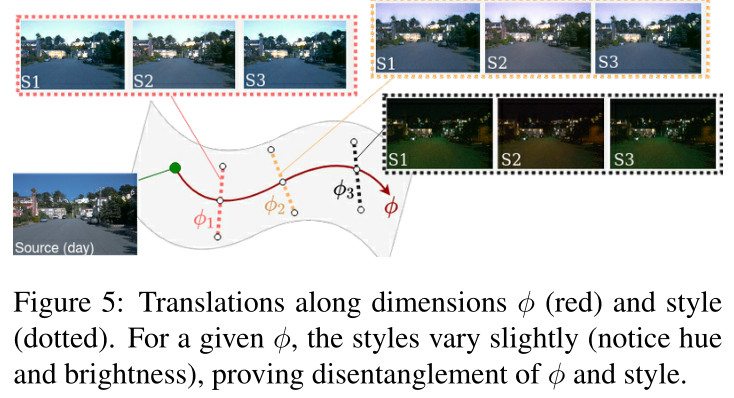 S1 S2 S3
S1 S2 S3
S1 S2 S3
ϕ1 ϕ2 ϕ3 ϕ
Source (day)
Figure 5: Translations along dimensions ϕ (red) and style
(dotted). For a given ϕ, the styles vary slightly (notice hue
and brightness), proving disentanglement of ϕ and style.